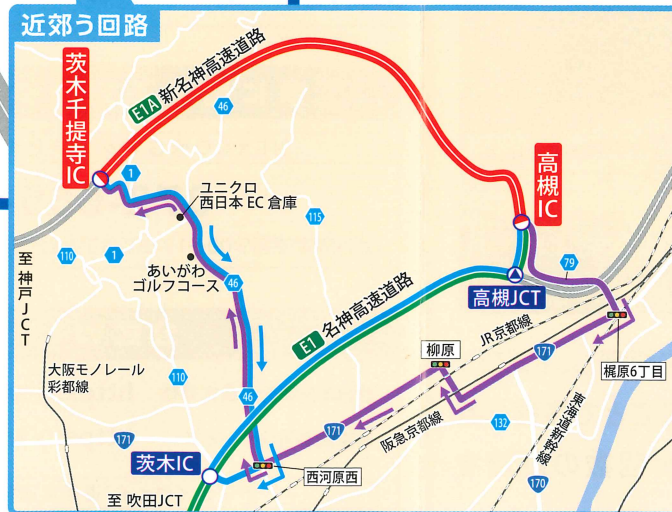 近郊う回路
茨木千提寺IC
E1A 新名神高速道路
46
1
ユニクロ
西日本 EC 倉庫
115
高槻IC
110
1
至 神戸JCT
あいがわ
ゴルフコース
46
79
高槻JCT
E1 名神高速道路
JR京都線
柳原
171
梶原6丁目
大阪モノレール
彩都線
110
46
171
阪急京都線
132
東海道新幹線
171
茨木IC
西河原西
170
至 吹田JCT